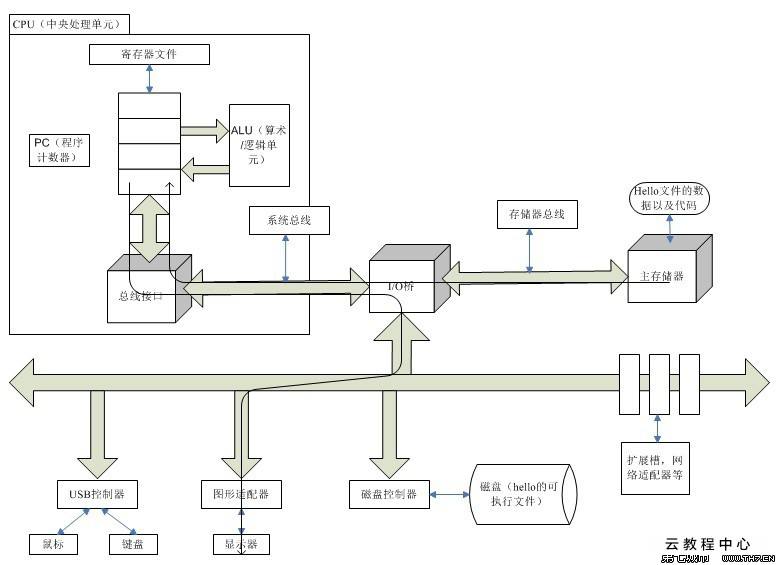 CPU（中央处理单元）
寄存器文件
PC（程序
计数器）
ALU（算术
/逻辑单
元）
系统总线
存储器总线
Hello文件的数
据以及代码
总线接口
I/O桥
主存储器
扩展槽，网
络适配器等
USB控制器
图形适配器
磁盘控制器
磁盘（hello的可
执行文件）
鼠标
键盘
显示器
云教程中心